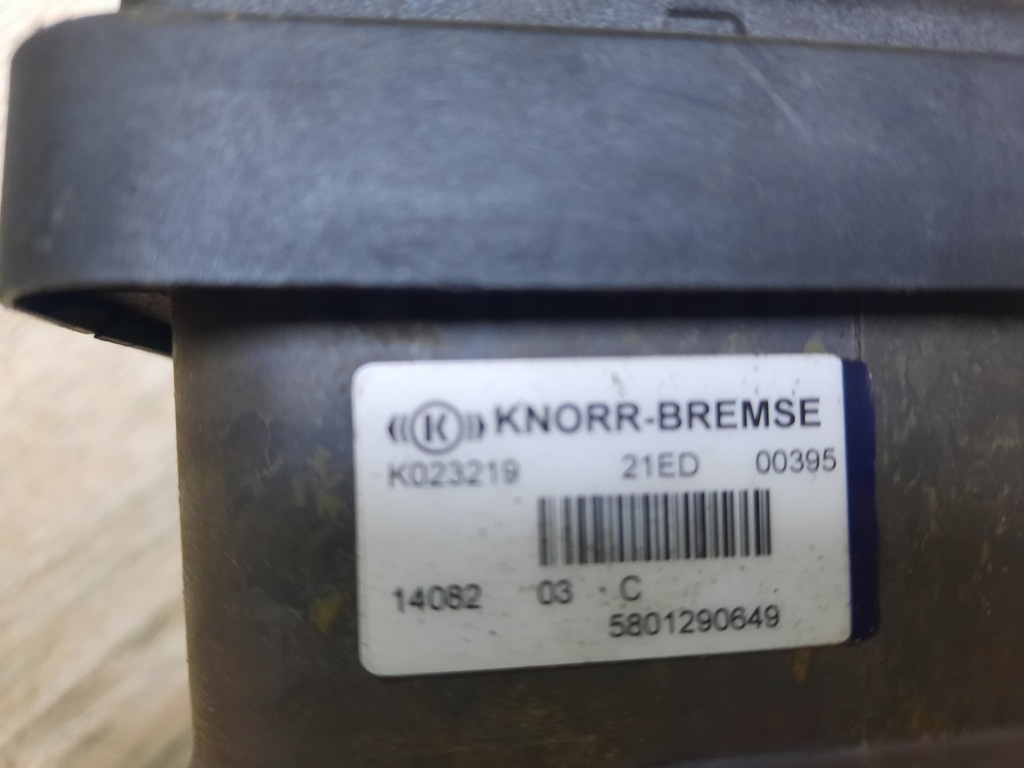 ((K)) KNORR-BREMSE
K023219 21ED 00395
14082 03 · C
5801290649